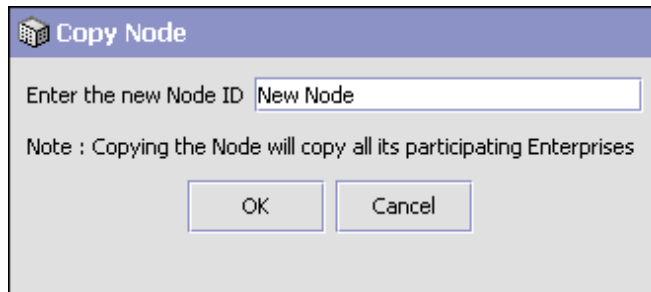 Copy Node
Enter the new Node ID New Node
Note : Copying the Node will copy all its participating Enterprises
OK Cancel